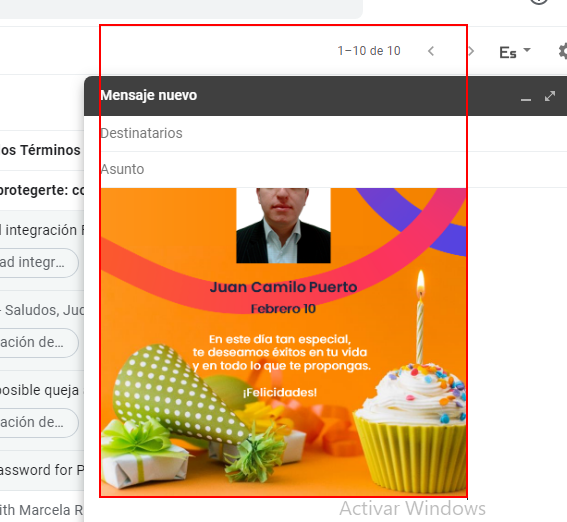 1–10 de 10
Es
Mensaje nuevo
Destinatarios
os Términos
Asunto
protegerte: co
integración
ad integr...
Juan Camilo Puerto
Febrero 10
- Saludos, Juc
ación de...
En este día tan especial,
te deseamos éxitos en tu vida
y en todo lo que te propongas.
posible queja
¡Felicidades!
ación de...
assword for P
ith Marcela R
Activar Windows